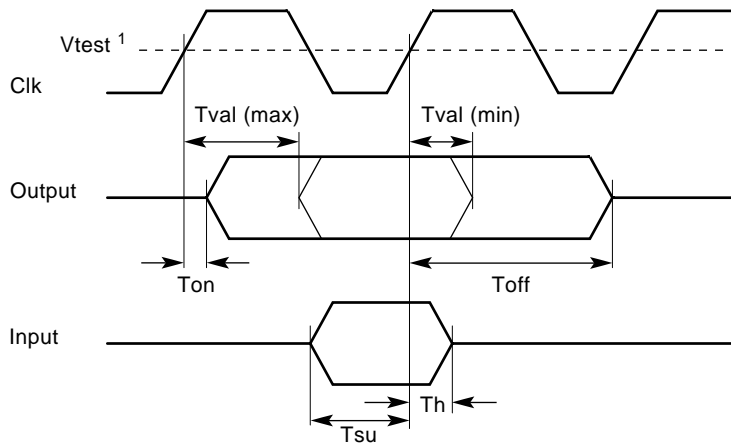 Vtest 1
Clk
Tval (max)
Tval (min)
Output
Ton
Toff
Input
Th
Tsu